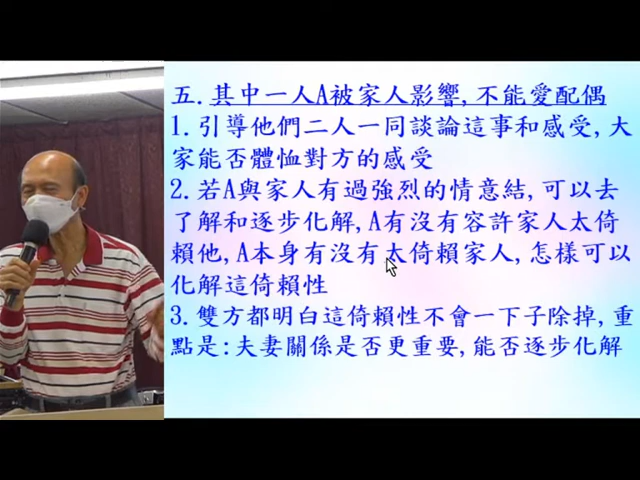 五.其中一人A被家人影響,不能愛配偶
1.引導他們二人一同談論這事和感受,大
家能否體恤對方的感受
2.若A與家人有過強烈的情意結,可以去
了解和逐步化解,A有沒有容許家人太倚
賴他,A本身有沒有太倚賴家人,怎樣可以
化解這倚賴性
3.雙方都明白這倚賴性不會一下子除掉,重
點是:夫妻關係是否更重要,能否逐步化解